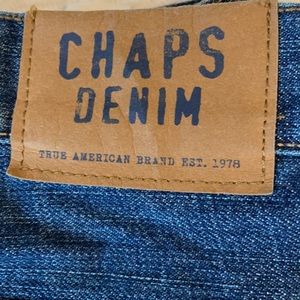 CHAPS
DENIM
TRUE AMERICAN BRAND EST. 1978